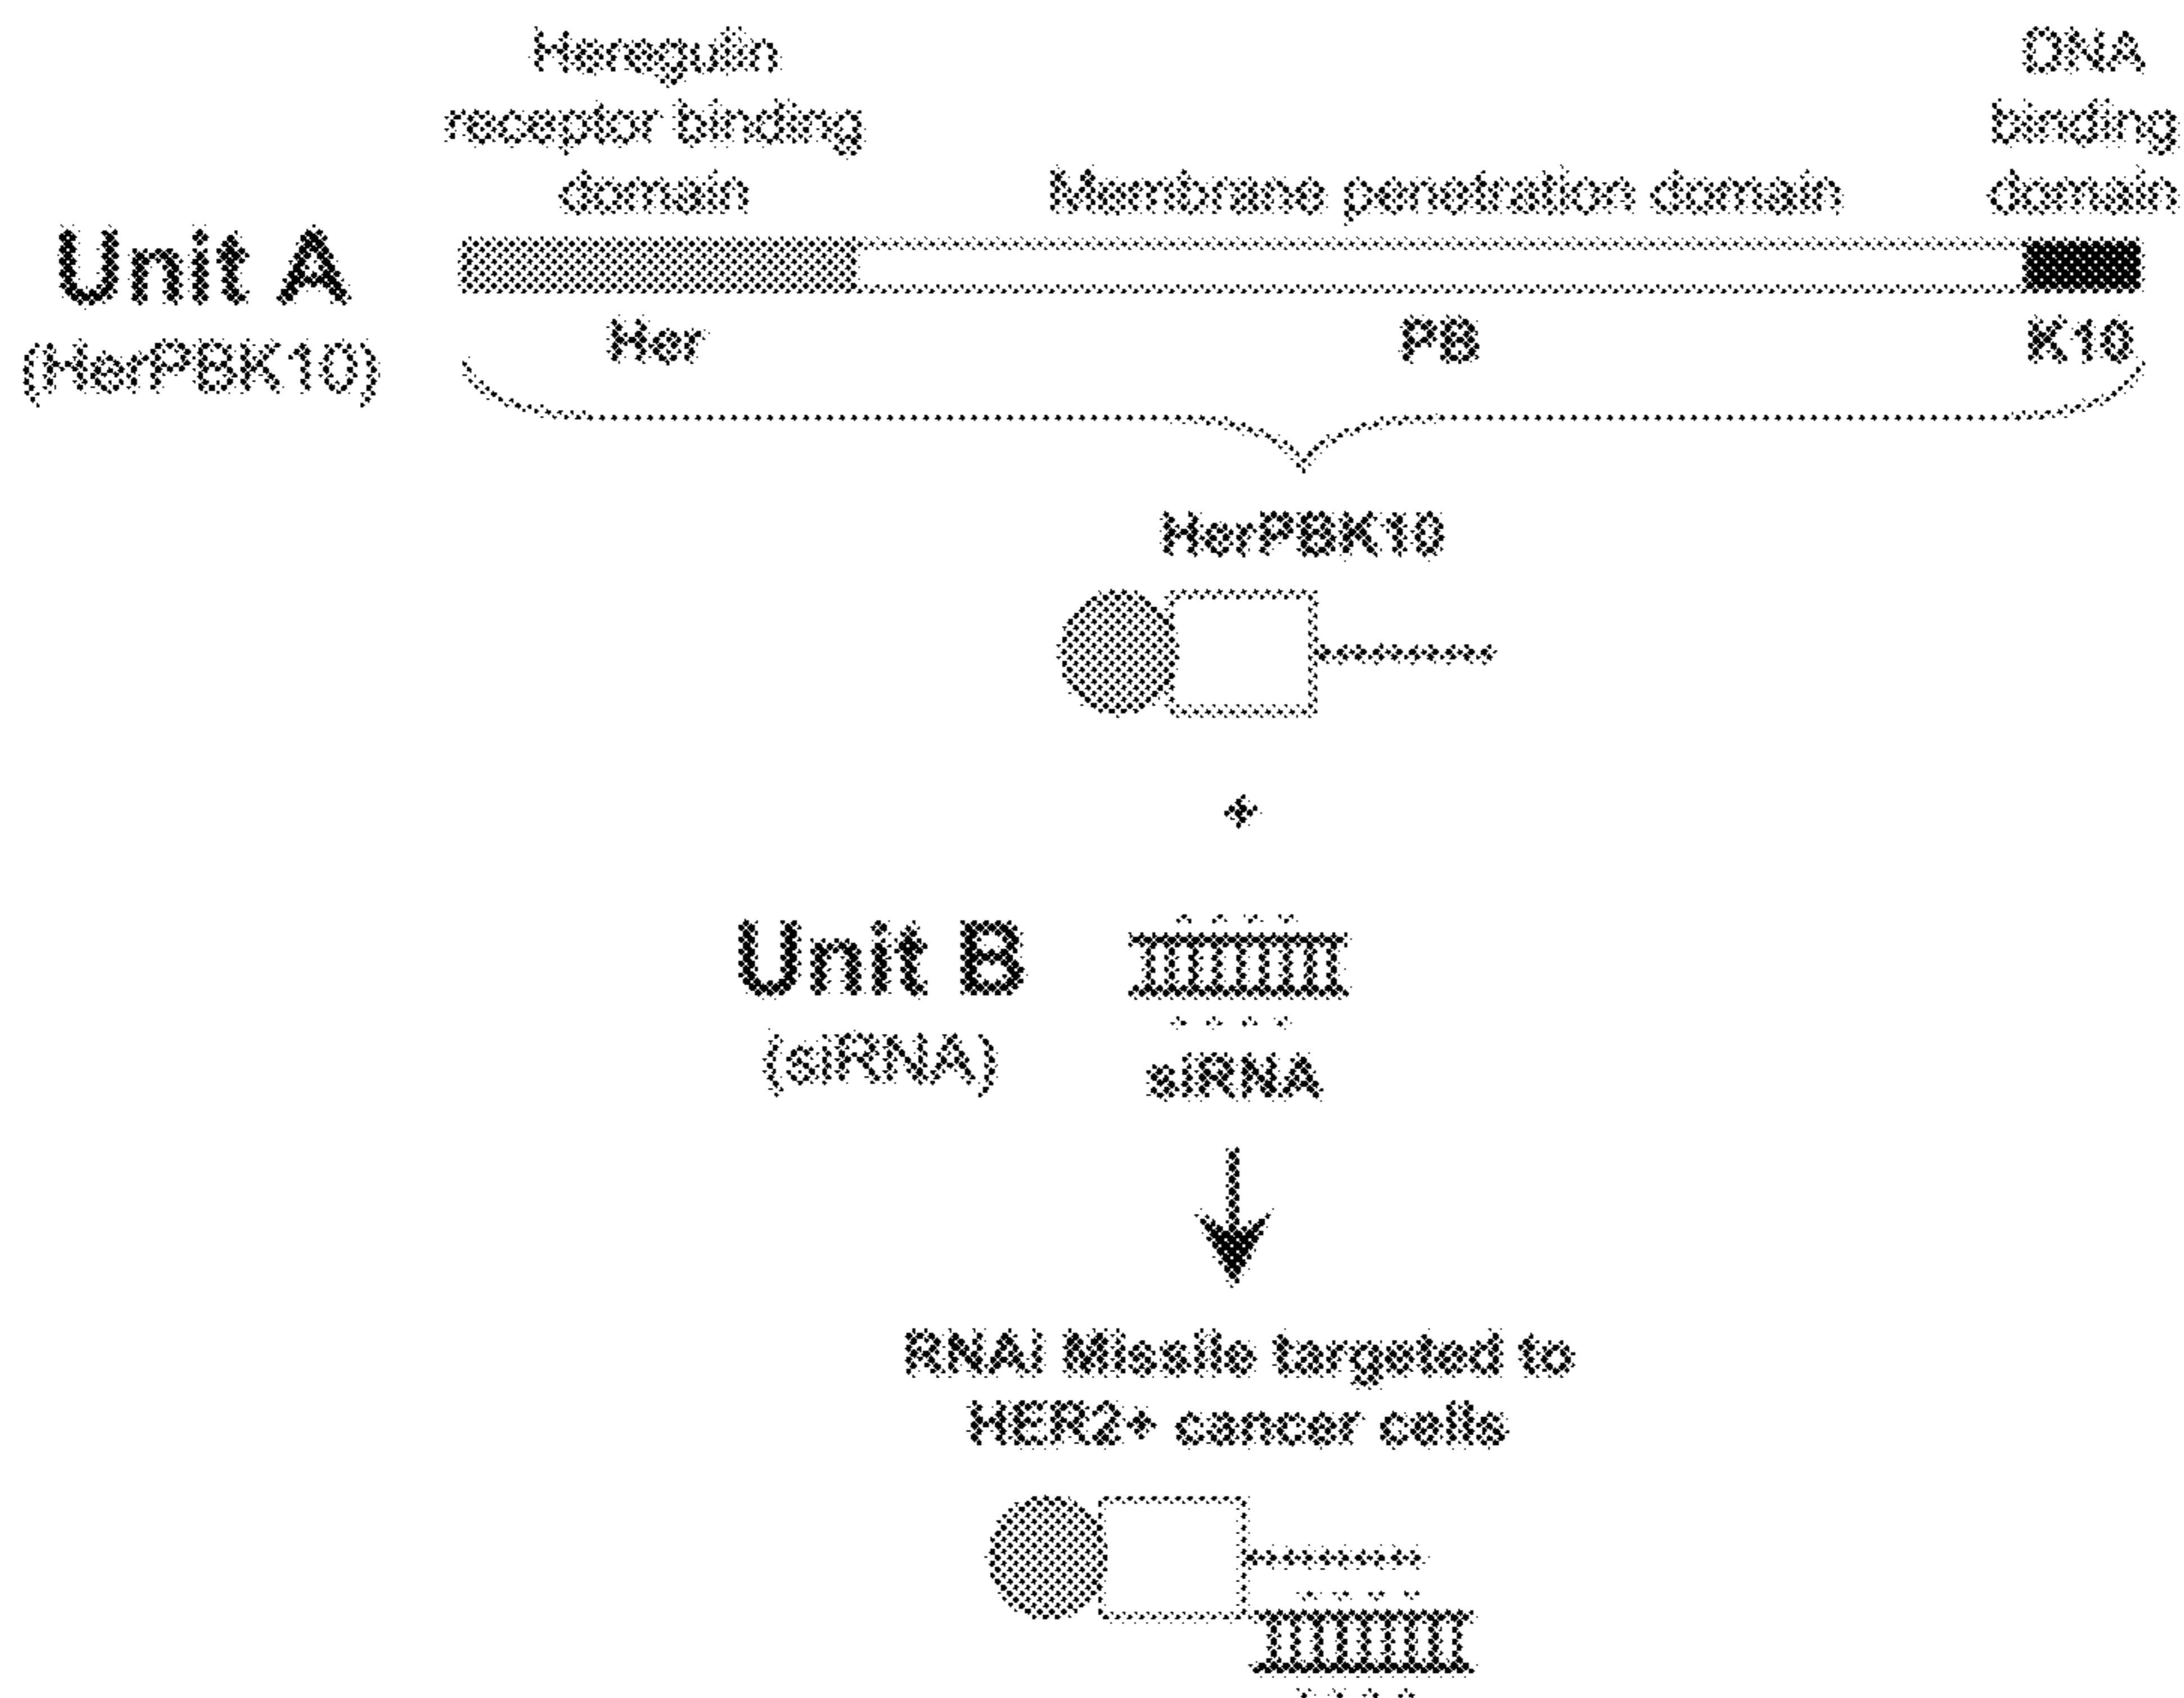 Heregulin
receptor binding
domain
Membrane penetration domain
DNA
binding
domain
Unit A
(HerPBK10)
Her
PB
K10
HerPBK10
+
Unit B
(siRNA)
- - - -
- - - -
siRNA
RNAi Missile targeted to
HER2+ cancer cells
- - - -
- - - -